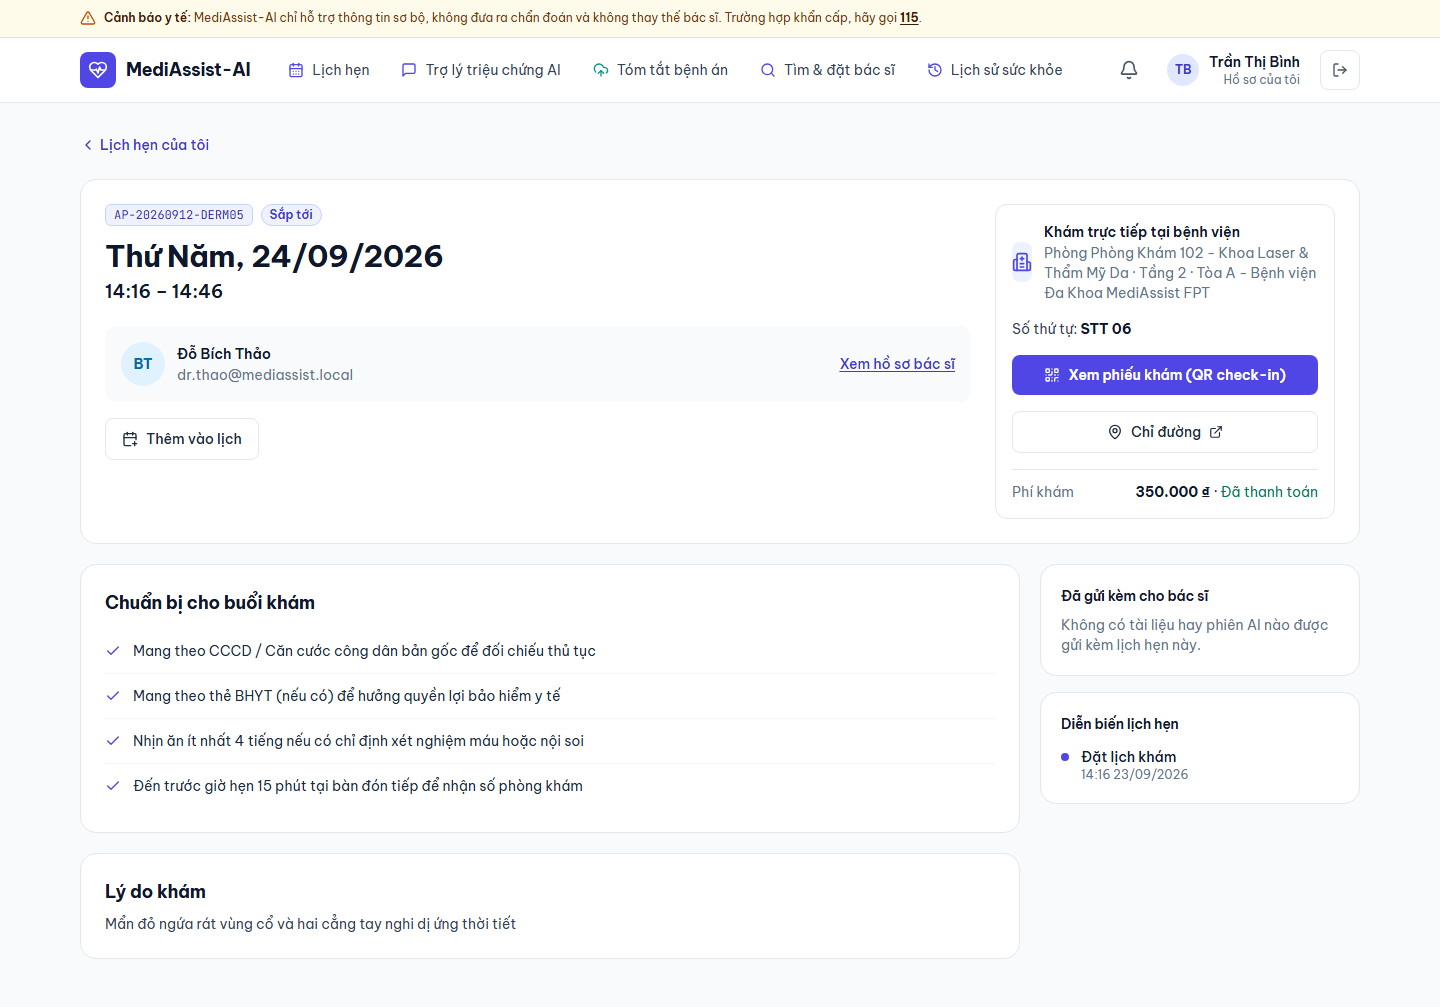 Cảnh báo y tế: MediAssist-AI chỉ hỗ trợ thông tin sơ bộ, không đưa ra chẩn đoán và không thay thế bác sĩ. Trường hợp khẩn cấp, hãy gọi 115.
MediAssist-AI
Lịch hẹn
Trợ lý triệu chứng AI
Tóm tắt bệnh án
Tìm & đặt bác sĩ
Lịch sử sức khỏe
TB
Trần Thị Bình
Hồ sơ của tôi
Lịch hẹn của tôi
AP-20260912-DERM05
Sắp tới
Thứ Năm, 24/09/2026
14:16 – 14:46
BT
Đỗ Bích Thảo
dr.thao@mediassist.local
Xem hồ sơ bác sĩ
Thêm vào lịch
Khám trực tiếp tại bệnh viện
Phòng Phòng Khám 102 - Khoa Laser &
Thẩm Mỹ Da · Tầng 2 · Tòa A - Bệnh viện
Đa Khoa MediAssist FPT
Số thứ tự: STT 06
Xem phiếu khám (QR check-in)
Chỉ đường
Phí khám
350.000 ₫ · Đã thanh toán
Chuẩn bị cho buổi khám
Mang theo CCCD / Căn cước công dân bản gốc để đối chiếu thủ tục
Mang theo thẻ BHYT (nếu có) để hưởng quyền lợi bảo hiểm y tế
Nhịn ăn ít nhất 4 tiếng nếu có chỉ định xét nghiệm máu hoặc nội soi
Đến trước giờ hẹn 15 phút tại bàn đón tiếp để nhận số phòng khám
Lý do khám
Mẩn đỏ ngứa rát vùng cổ và hai cẳng tay nghi dị ứng thời tiết
Đã gửi kèm cho bác sĩ
Không có tài liệu hay phiên AI nào được
gửi kèm lịch hẹn này.
Diễn biến lịch hẹn
Đặt lịch khám
14:16 23/09/2026